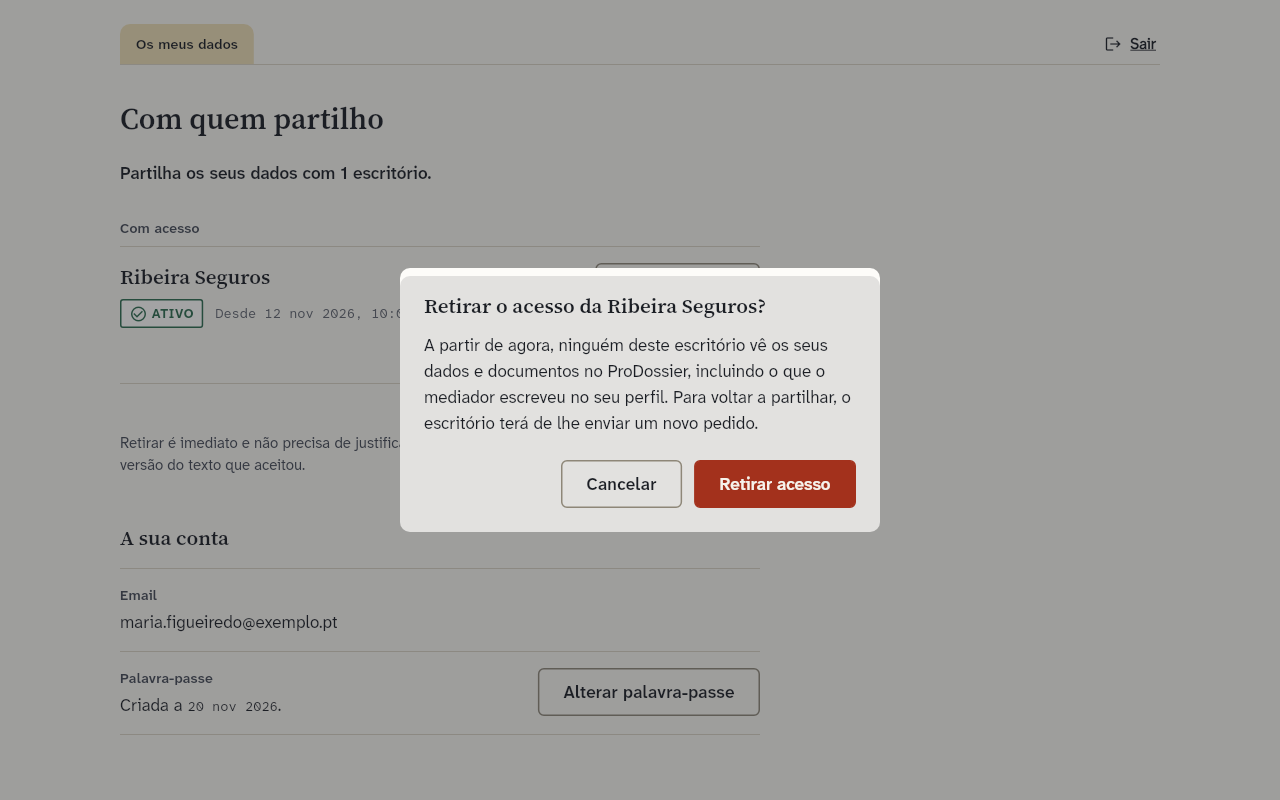 Os meus dados
Sair
Com quem partilho
Partilha os seus dados com 1 escritório.
Com acesso
Ribeira Seguros
ATIVO
Desde 12 nov 2026,
Retirar o acesso da Ribeira Seguros?
A partir de agora, ninguém deste escritório vê os seus
dados e documentos no ProDossier, incluindo o que o
mediador escreveu no seu perfil. Para voltar a partilhar, o
escritório terá de lhe enviar um novo pedido.
Cancelar
Retirar acesso
Retirar é imediato e não precisa de
versão do texto que aceitou.
A sua conta
Email
maria.figueiredo@exemplo.pt
Palavra-passe
Criada a 20 nov 2026.
Alterar palavra-passe